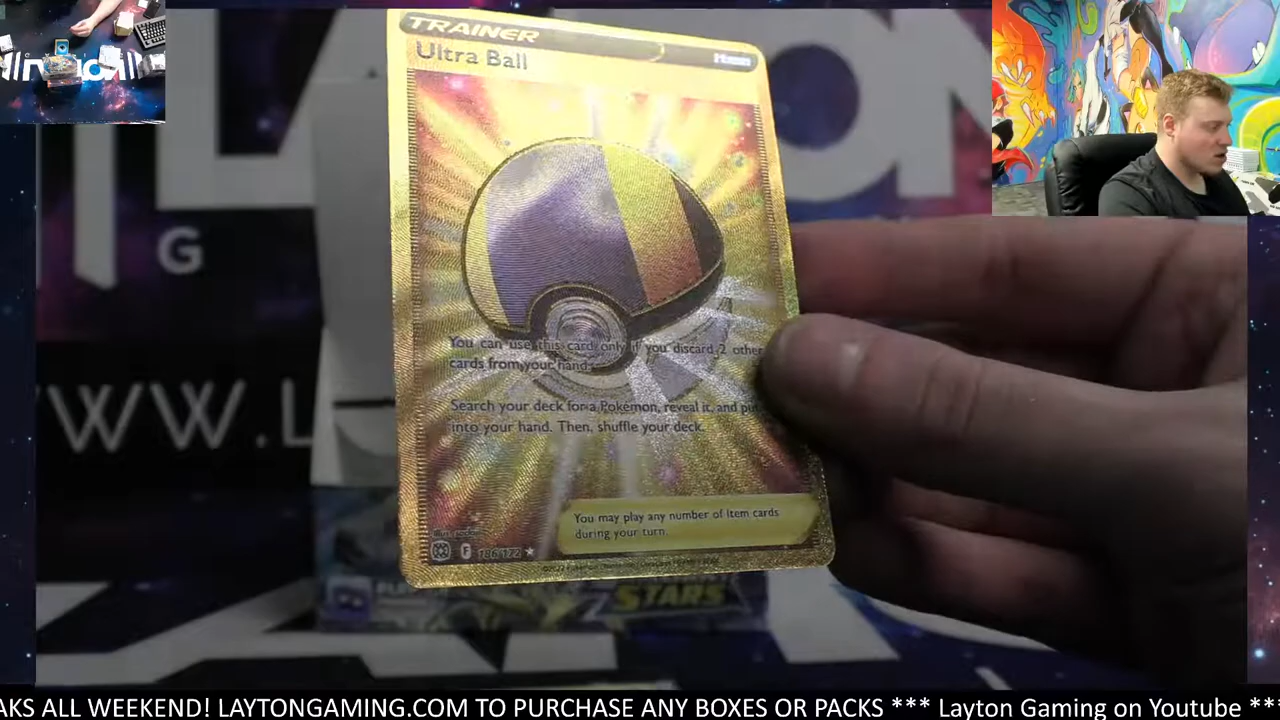 TRAINER
Ultra Ball
Item
G
WWW.L
You can use this card only if you discard 2 other
cards from your hand.
Search your deck for a Pokémon, reveal it, and put
into your hand. Then, shuffle your deck.
You may play any number of Item cards
during your turn.
F 186/172
STARS
AKS ALL WEEKEND! LAYTONGAMING.COM TO PURCHASE ANY BOXES OR PACKS *** Layton Gaming on Youtube ***